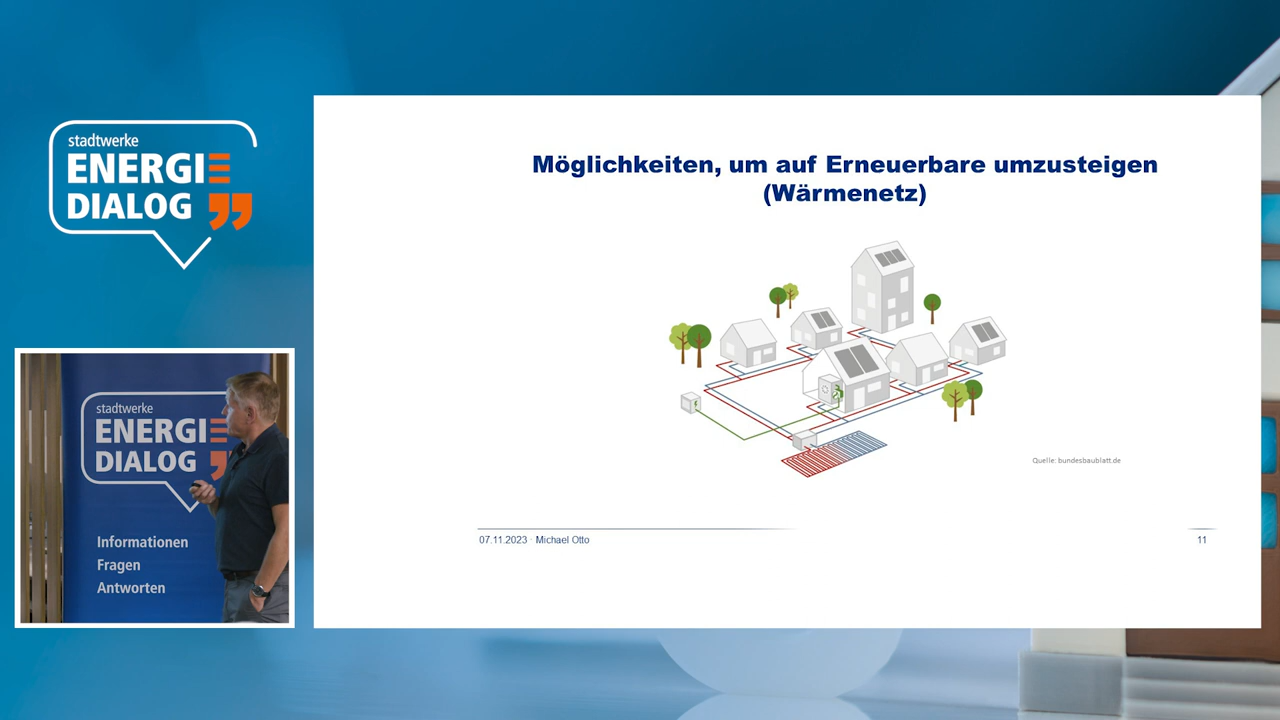 stadtwerke
ENERGIE
DIALOG
Möglichkeiten, um auf Erneuerbare umzusteigen
(Wärmenetz)
Quelle: bundesbaublatt.de
07.11.2023 · Michael Otto
11
stadtwerke
ENERGIE
DIALOG
Informationen
Fragen
Antworten